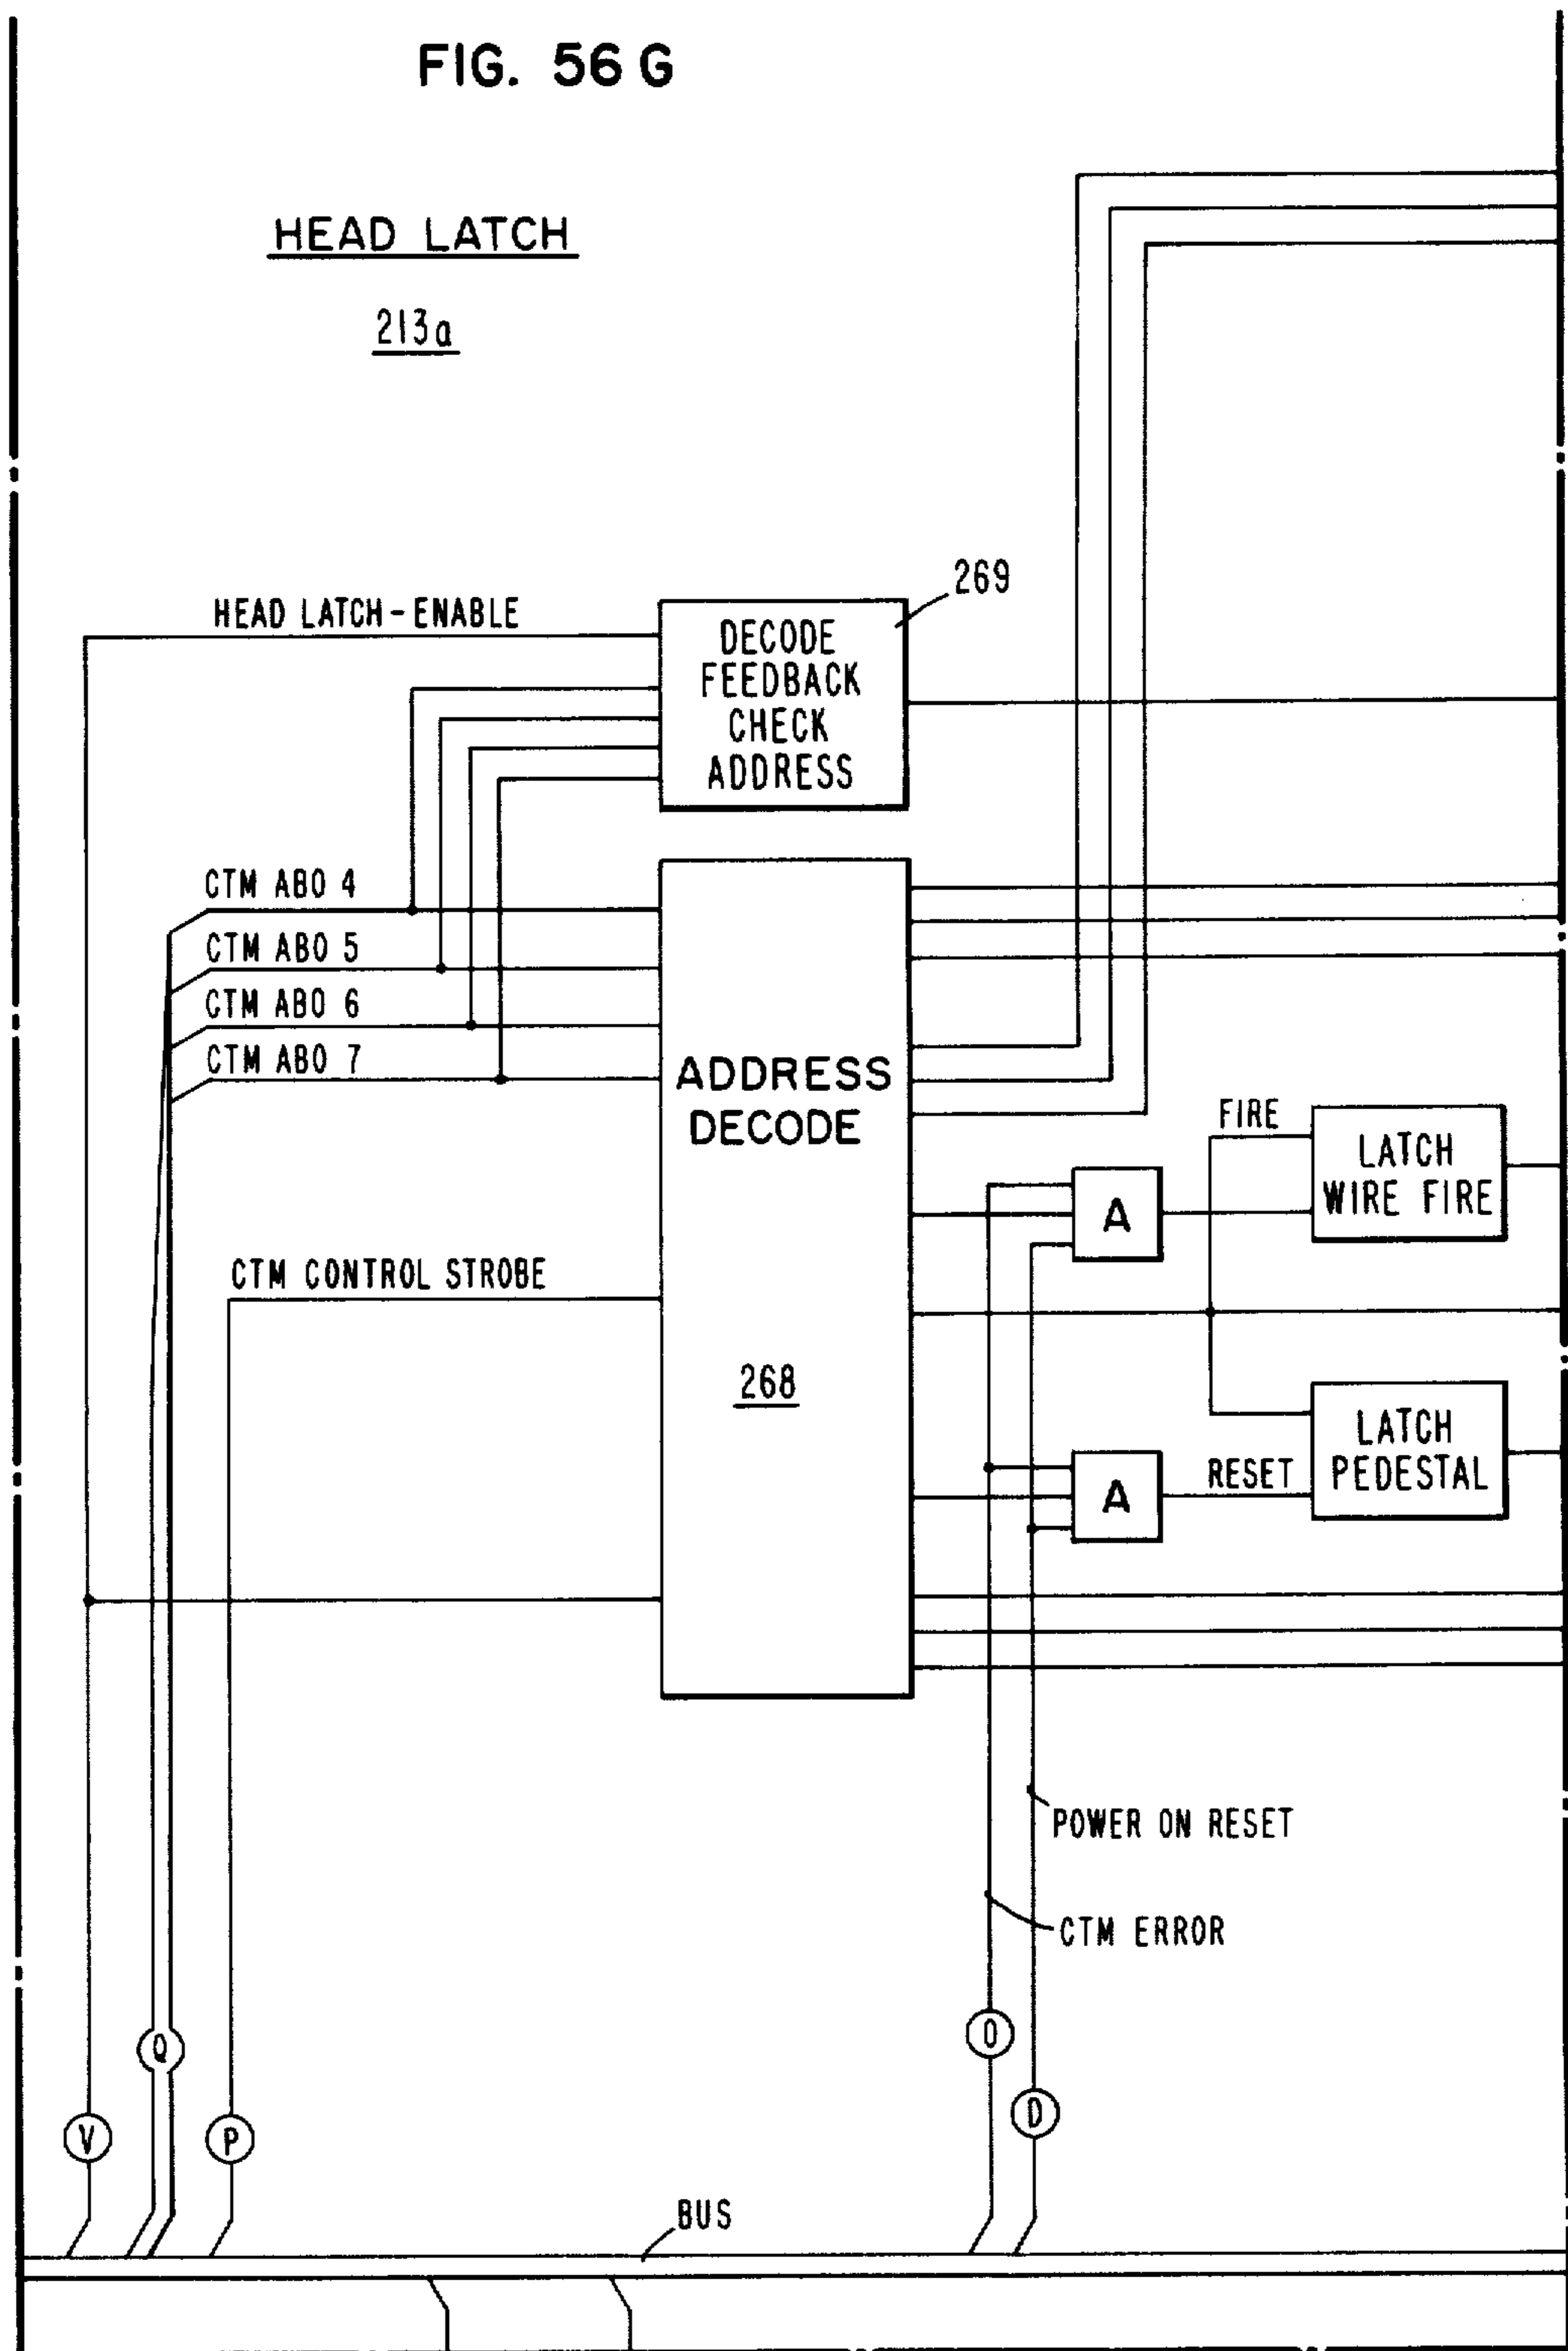 FIG. 56 G
HEAD LATCH
213a
269
HEAD LATCH-ENABLE
DECODE
FEEDBACK
CHECK
ADDRESS
CTM ABO 4
CTM ABO 5
CTM ABO 6
CTM ABO 7
ADDRESS
DECODE
268
CTM CONTROL STROBE
FIRE
LATCH
WIRE FIRE
A
LATCH
PEDESTAL
RESET
A
POWER ON RESET
CTM ERROR
Q
O
V
P
D
BUS